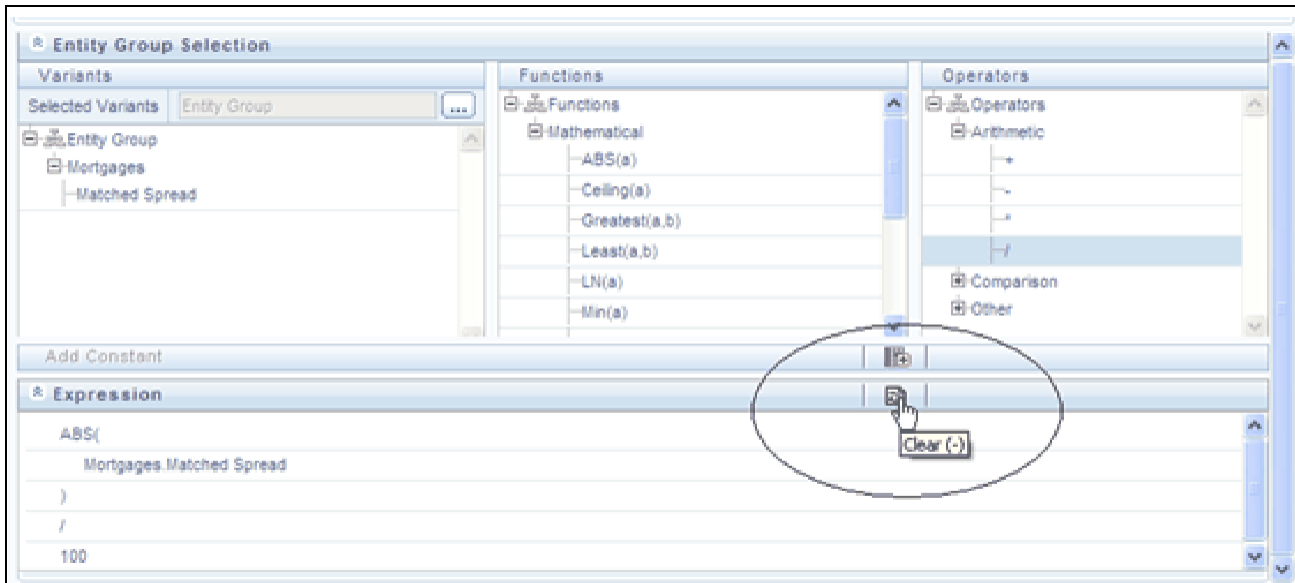 Entity Group Selection
Variants
Functions
Operators
Selected Variants
Entity Group
...
Entity Group
Mortgages
Matched Spread
Functions
Mathematical
ABS(a)
Ceiling(a)
Greatest(a,b)
Least(a,b)
LN(a)
Min(a)
Operators
Arithmetic
+
-
*
/
Comparison
Other
Add Constant
Expression
Clear (-)
ABS(
Mortgages.Matched Spread
)
/
100